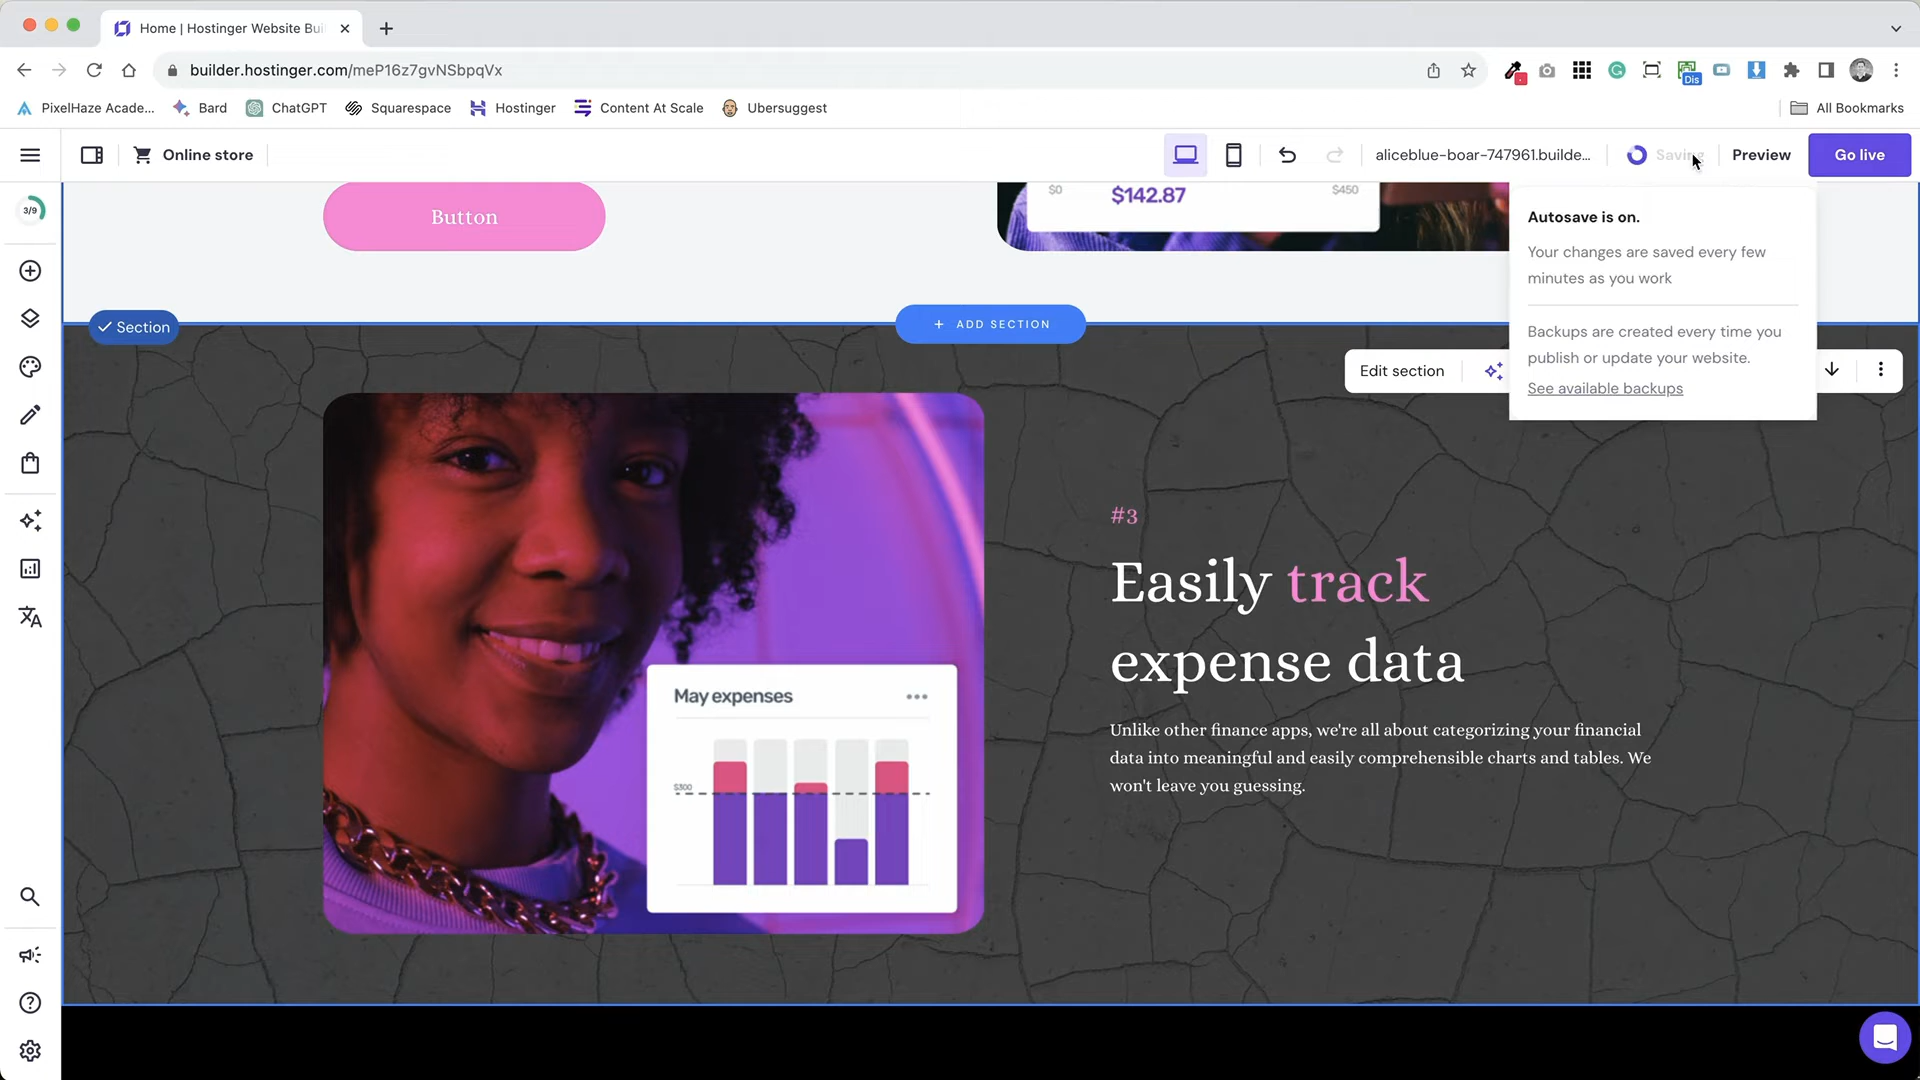 Home | Hostinger Website Bui
builder.hostinger.com/meP16z7gvNSbpqVx
Dis
PixelHaze Acade...
Bard
ChatGPT
Squarespace
Hostinger
Content At Scale
Ubersuggest
All Bookmarks
Online store
aliceblue-boar-747961.builde...
Saving
Preview
Go live
3/9
Button
$0
$142.87
$450
Autosave is on.
Your changes are saved every few
minutes as you work
Backups are created every time you
publish or update your website.
See available backups
Section
+ ADD SECTION
Edit section
#3
Easily track
expense data
Unlike other finance apps, we're all about categorizing your financial
data into meaningful and easily comprehensible charts and tables. We
won't leave you guessing.
May expenses
$300